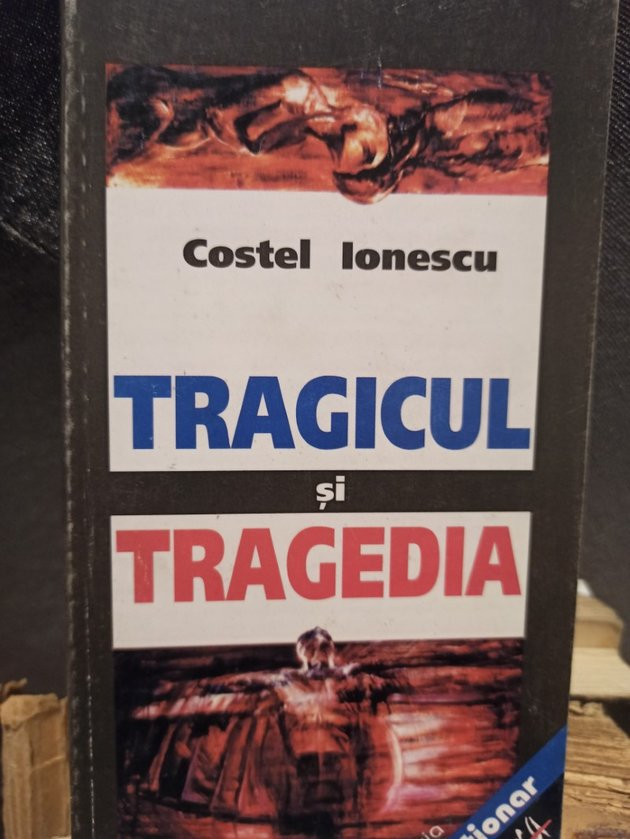 Costel Ionescu
TRAGICUL
și
TRAGEDIA